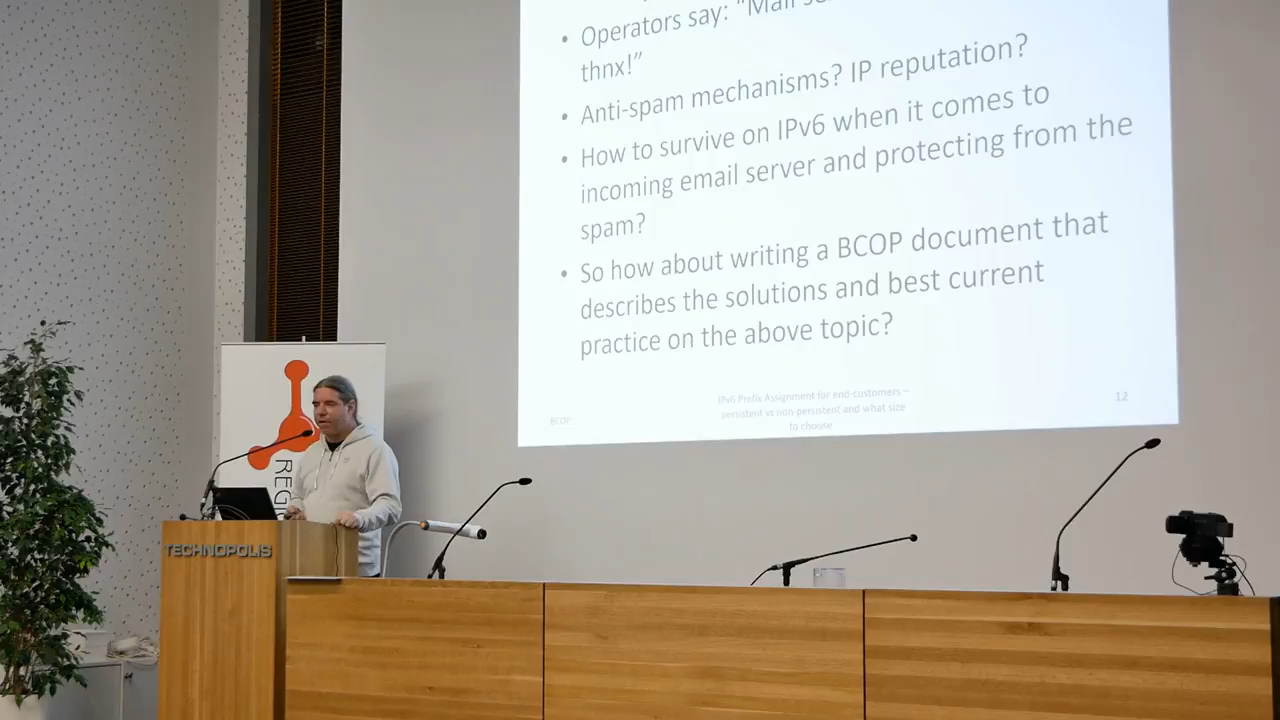 • Operators say: "Mail
thnx!"
• Anti-spam mechanisms? IP reputation?
• How to survive on IPv6 when it comes to
incoming email server and protecting from the
spam?
• So how about writing a BCOP document that
describes the solutions and best current
practice on the above topic?
BCOP
IPv6 Prefix Assignment for end-customers –
persistent vs non-persistent and what size
to choose
12
REG
TECHNOPOLIS